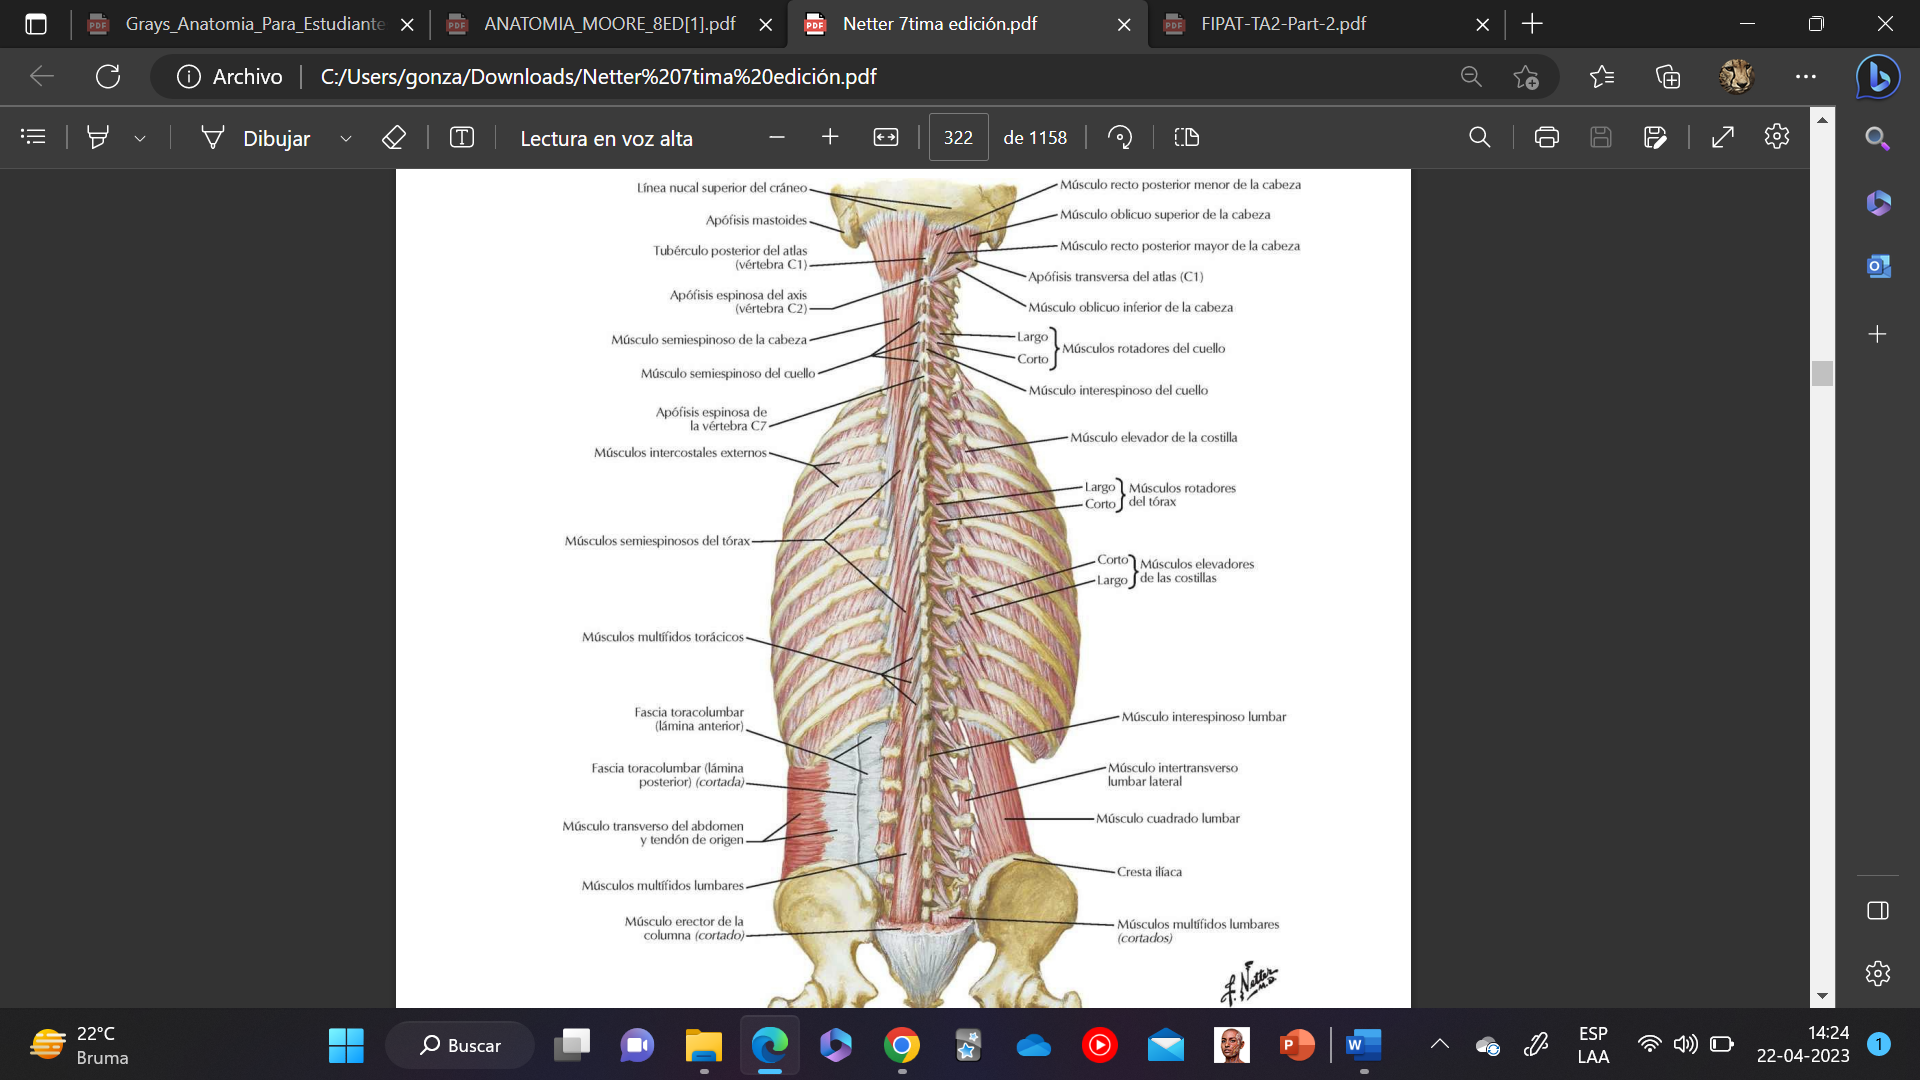 Grays_Anatomia_Para_Estudiante
ANATOMIA_MOORE_8ED[1].pdf
Netter 7tima edición.pdf
FIPAT-TA2-Part-2.pdf
Archivo
C:/Users/gonza/Downloads/Netter%207tima%20edición.pdf
Dibujar
Lectura en voz alta
322
de 1158
Línea nucal superior del cráneo
Apófisis mastoides
Tubérculo posterior del atlas
(vértebra C1)
Apófisis espinosa del axis
(vértebra C2)
Músculo semiespinoso de la cabeza
Músculo semiespinoso del cuello
Apófisis espinosa de
la vértebra C7
Músculos intercostales externos
Músculos semiespinosos del tórax
Músculos multífidos torácicos
Fascia toracolumbar
(lámina anterior)
Fascia toracolumbar (lámina
posterior) (cortada)
Músculo transverso del abdomen
y tendón de origen
Músculos multífidos lumbares
Músculo erector de la
columna (cortado)
Músculo recto posterior menor de la cabeza
Músculo oblicuo superior de la cabeza
Músculo recto posterior mayor de la cabeza
Apófisis transversa del atlas (C1)
Músculo oblicuo inferior de la cabeza
Largo
Corto
Músculos rotadores del cuello
Músculo interespinoso del cuello
Músculo elevador de la costilla
Largo
Corto
Músculos rotadores
del tórax
Corto
Largo
Músculos elevadores
de las costillas
Músculo interespinoso lumbar
Músculo intertransverso
lumbar lateral
Músculo cuadrado lumbar
Cresta ilíaca
Músculos multífidos lumbares
(cortados)
F. Netter
M.D.
22°C
Bruma
Buscar
ESP
LAA
14:24
22-04-2023
1